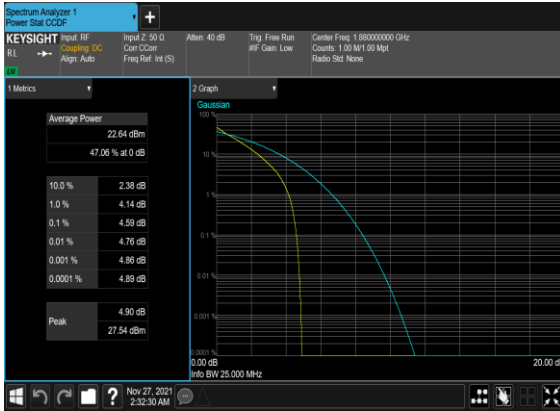 Spectrum Analyzer 1
Power Stat CCDF
KEYSIGHT
RL
LXI
Input: RF
Coupling: DC
Align: Auto
Input Z: 50 Ω
Corr CCorr
Freq Ref: Int (S)
Atten: 40 dB
Trig: Free Run
#IF Gain: Low
Center Freq: 1.880000000 GHz
Counts: 1.00 M/1.00 Mpt
Radio Std: None
1 Metrics
Average Power
22.64 dBm
47.06 % at 0 dB
10.0 % 2.38 dB
1.0 % 4.14 dB
0.1 % 4.59 dB
0.01 % 4.76 dB
0.001 % 4.86 dB
0.0001 % 4.89 dB
Peak
4.90 dB
27.54 dBm
2 Graph
Gaussian
100 %
10 %
1 %
0.1 %
0.01 %
0.001 %
0.0001 %
0.00 dB
20.00
Info BW 25.000 MHz
?
Nov 27, 2021
2:32:30 AM